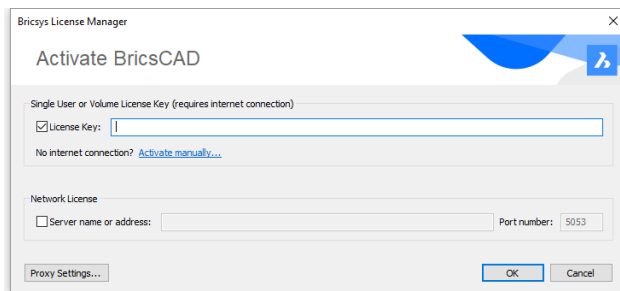 Bricsys License Manager
Activate BricsCAD
Single User or Volume License Key (requires internet connection)
License Key:
No internet connection? Activate manually...
Network License
Server name or address: Port number: 5053
Proxy Settings... OK Cancel